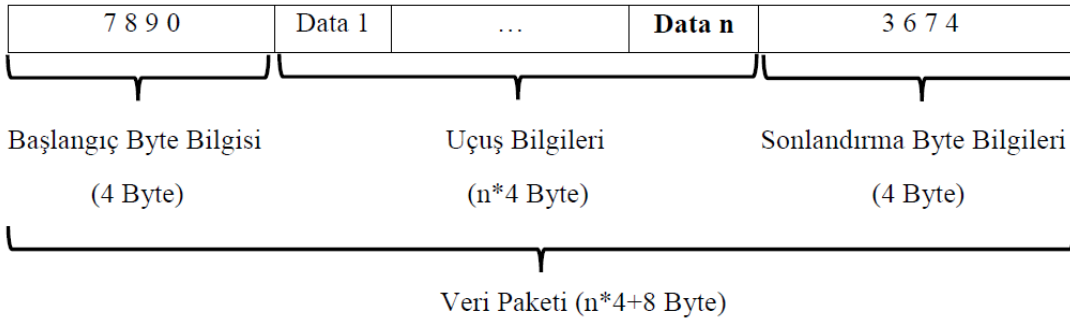 7 8 9 0 Data 1 … Data n 3 6 7 4
Başlangıç Byte Bilgisi Uçuş Bilgileri Sonlandırma Byte Bilgileri
(4 Byte) (n*4 Byte) (4 Byte)
Veri Paketi (n*4+8 Byte)